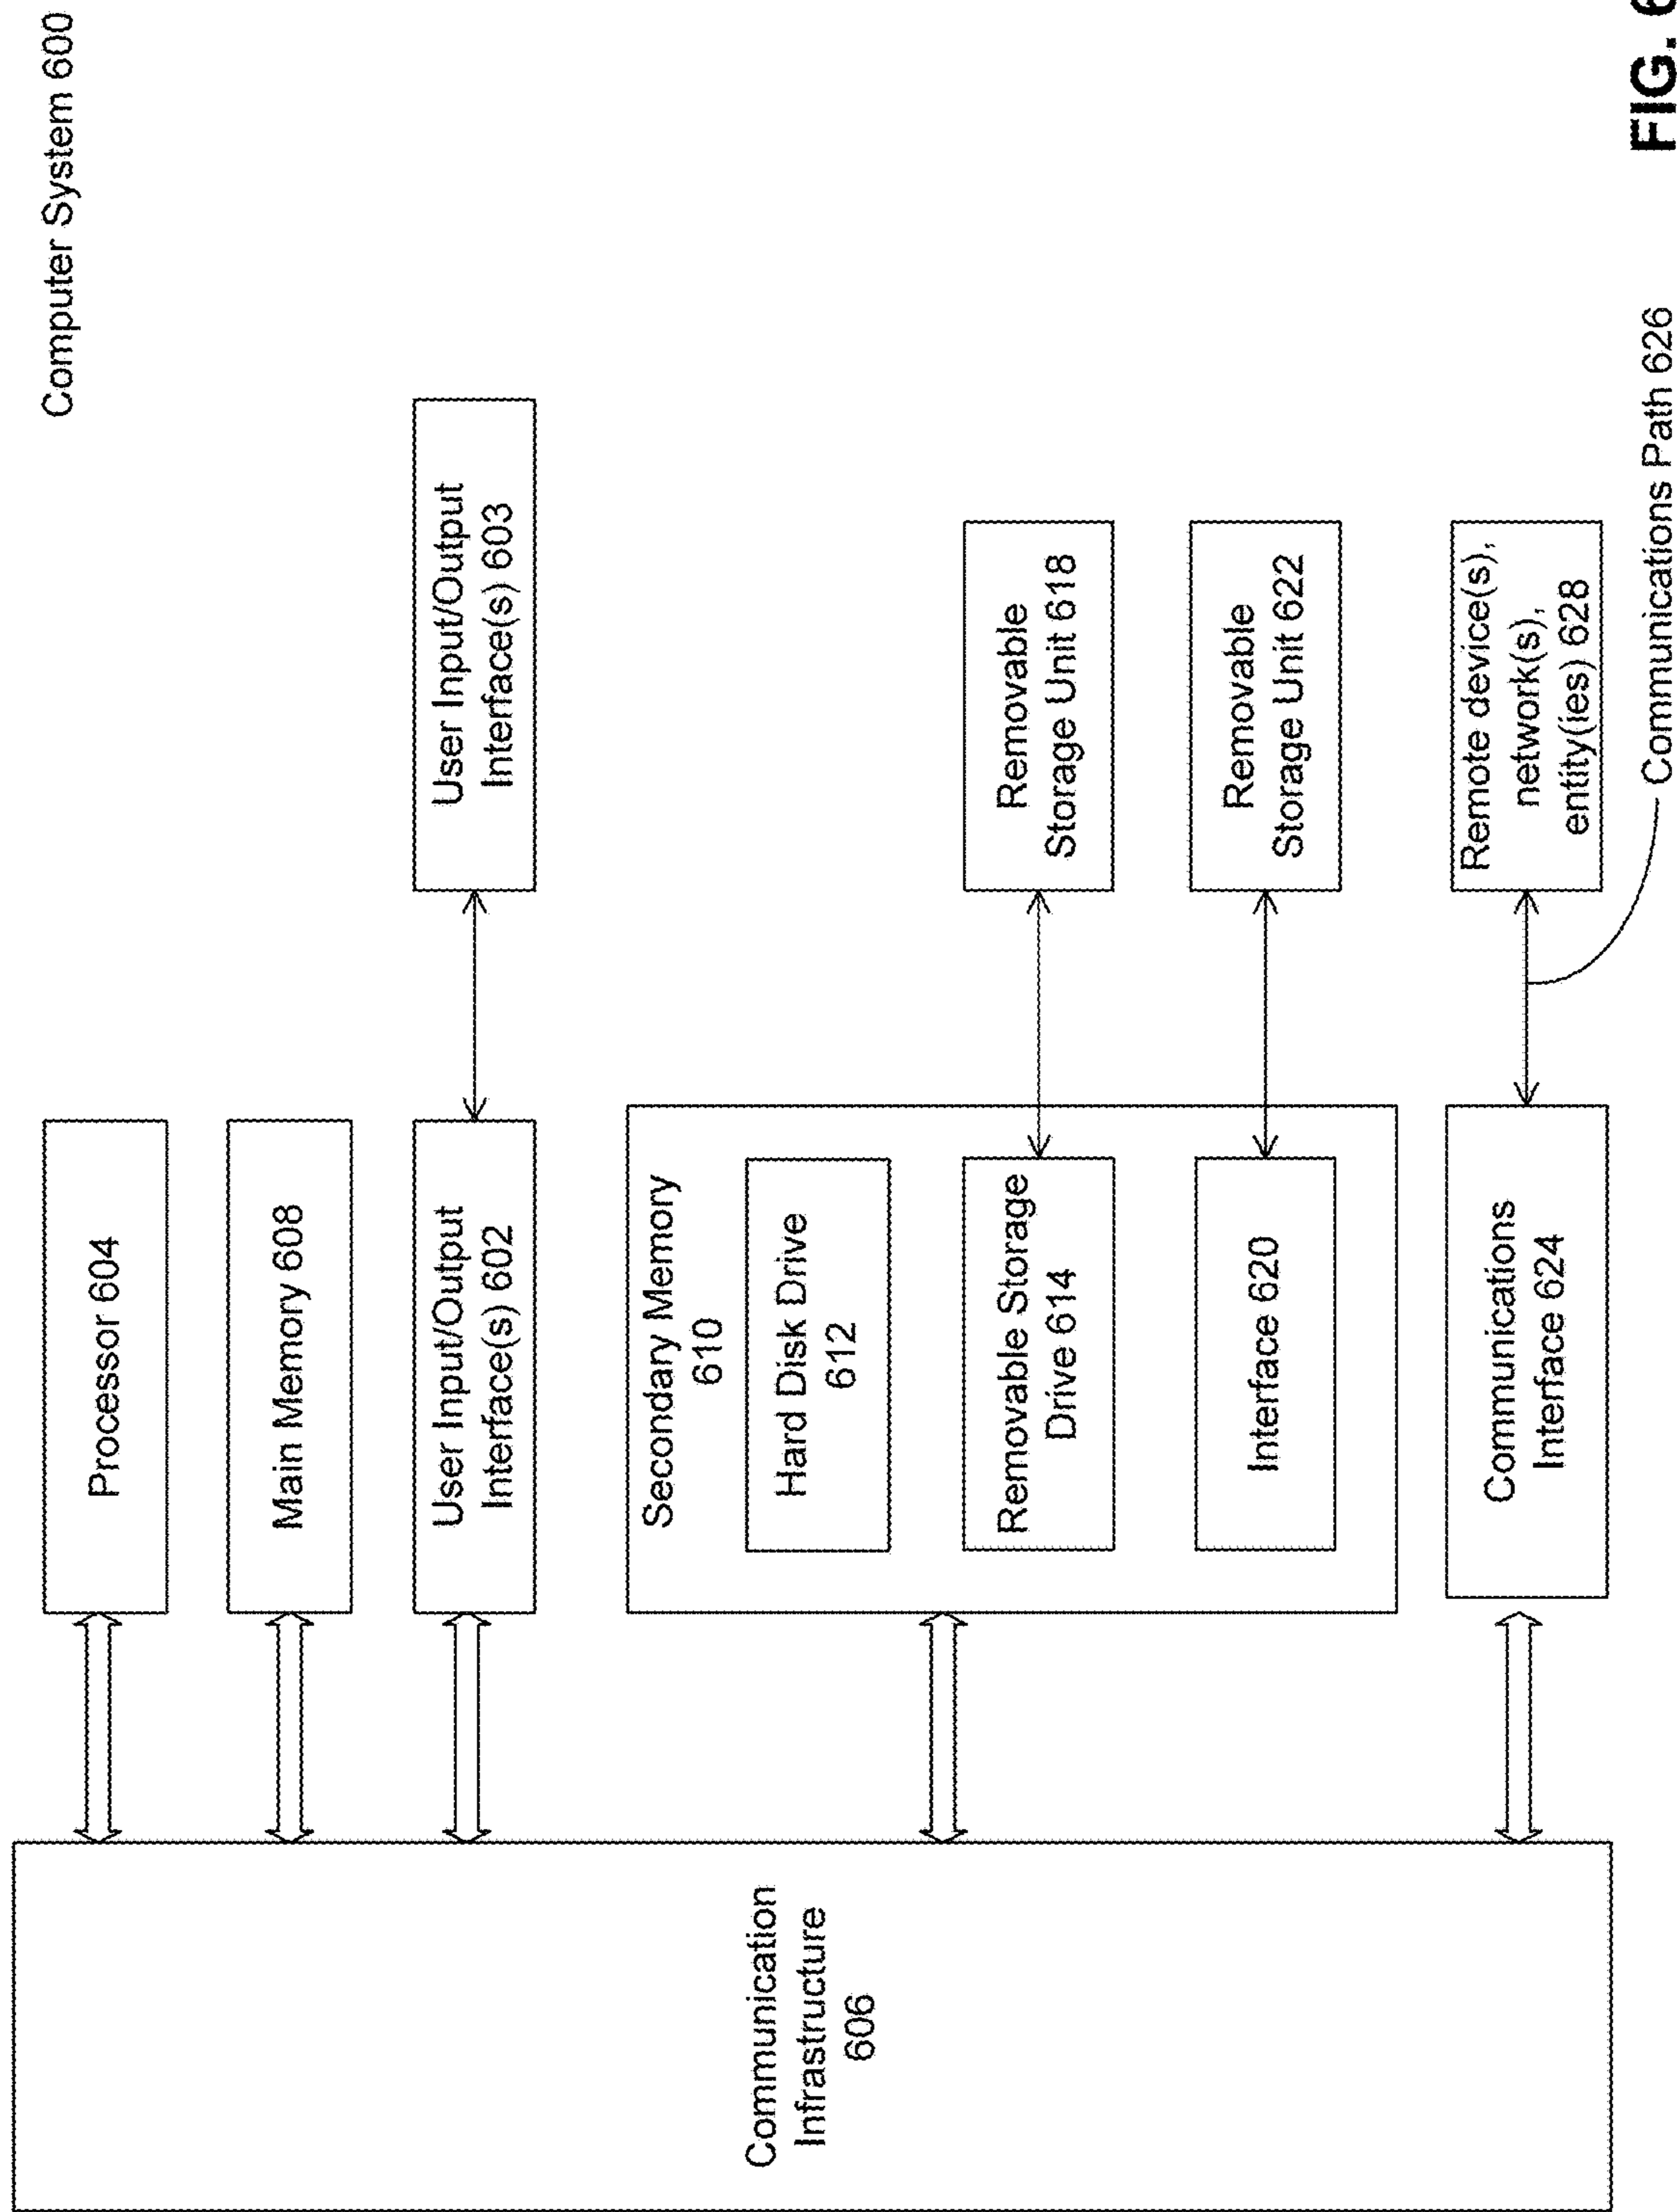 Computer System 600
Processor 604
Main Memory 608
User Input/Output
Interface(s) 602
User Input/Output
Interface(s) 603
Communication
Infrastructure
606
Secondary Memory
610
Hard Disk Drive
612
Removable Storage
Drive 614
Removable
Storage Unit 618
Interface 620
Removable
Storage Unit 622
Communications
Interface 624
Remote device(s),
network(s),
entity(ies) 628
Communications Path 626
FIG. 6